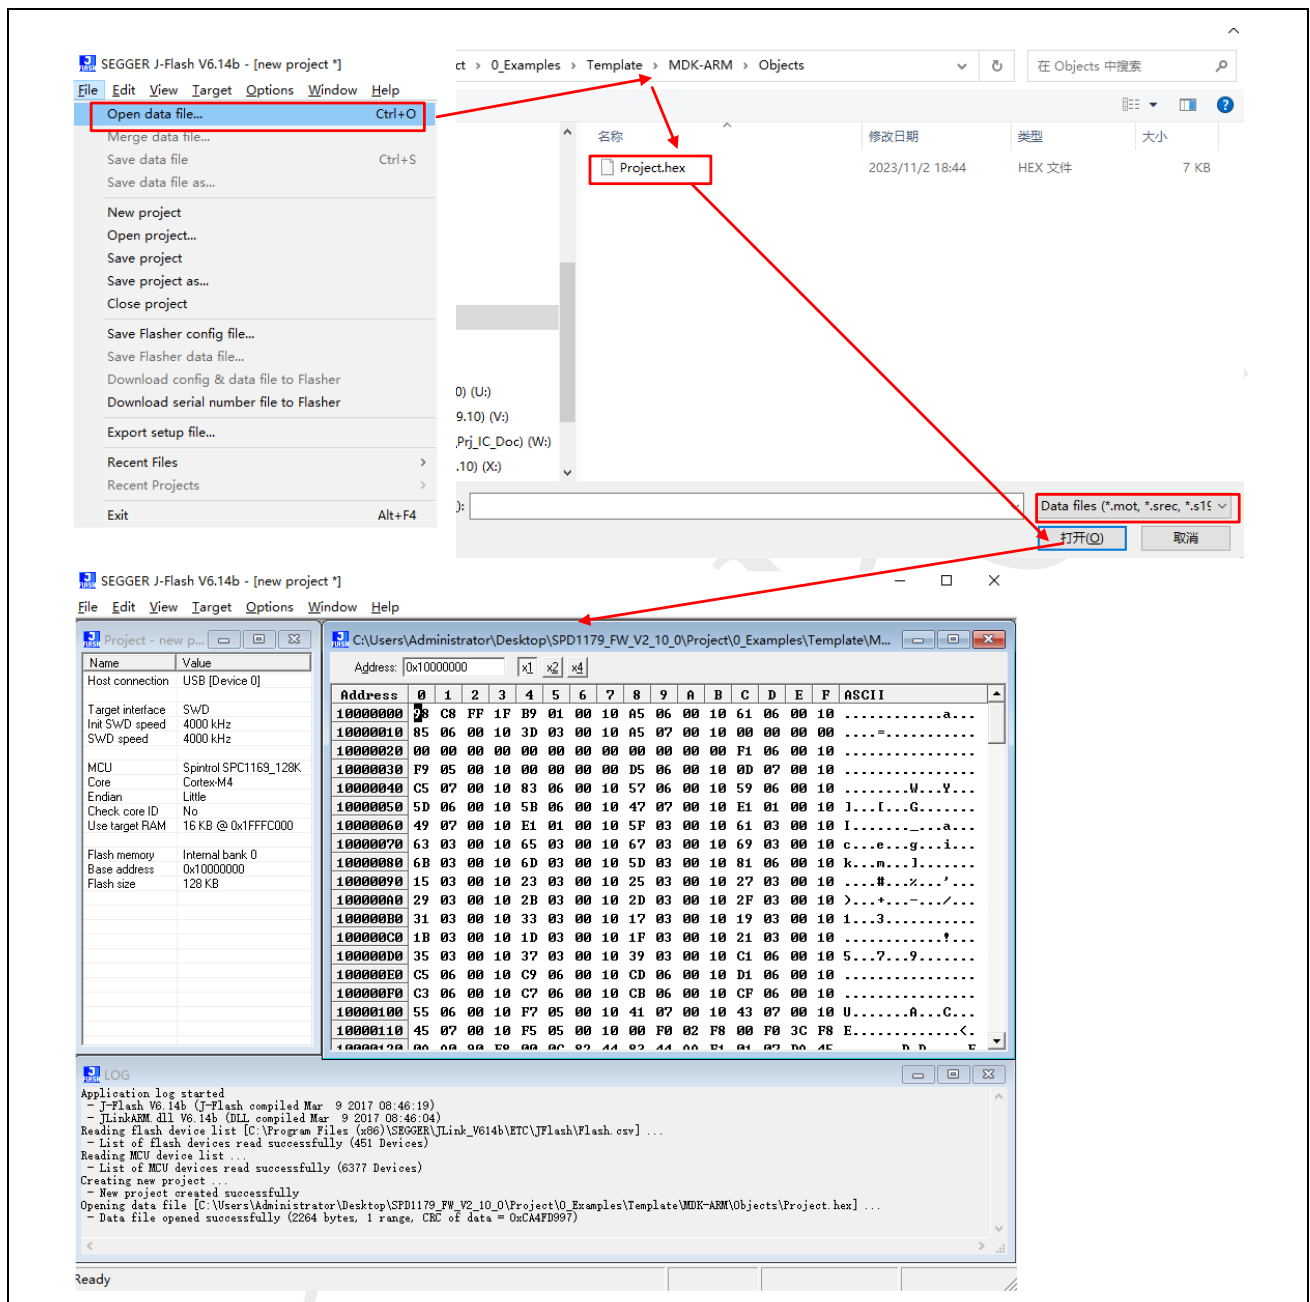 SEGGER J-Flash V6.14b - [new project *]
File Edit View Target Options Window Help
Open data file... Ctrl+O
Merge data file...
Save data file Ctrl+S
Save data file as...
New project
Open project...
Save project
Save project as...
Close project
Save Flasher config file...
Save Flasher data file...
Download config & data file to Flasher
Download serial number file to Flasher
Export setup file...
Recent Files
Recent Projects
Exit Alt+F4
ct › 0_Examples › Template › MDK-ARM › Objects
在 Objects 中搜索
名称 修改日期 类型 大小
Project.hex 2023/11/2 18:44 HEX 文件 7 KB
0) (U:)
9.10) (V:)
_Prj_IC_Doc) (W:)
.10) (X:)
): Data files (*.mot, *.srec, *.s19
打开(O) 取消
SEGGER J-Flash V6.14b - [new project *]
File Edit View Target Options Window Help
Project - new p...
Name Value
Host connection USB [Device 0]
Target interface SWD
Init SWD speed 4000 kHz
SWD speed 4000 kHz
MCU Spintrol SPC1169_128K
Core Cortex-M4
Endian Little
Check core ID No
Use target RAM 16 KB @ 0x1FFFC000
Flash memory Internal bank 0
Base address 0x10000000
Flash size 128 KB
C:\Users\Administrator\Desktop\SPD1179_FW_V2_10_0\Project\0_Examples\Template\M...
Address: 0x10000000 x1 x2 x4
Address 0 1 2 3 4 5 6 7 8 9 A B C D E F ASCII
10000000 98 C8 FF 1F B9 01 00 10 A5 06 00 10 61 06 00 10 ............a...
10000010 85 06 00 10 3D 03 00 10 A5 07 00 10 00 00 00 00 ....=...........
10000020 00 00 00 00 00 00 00 00 00 00 00 00 F1 06 00 10 ................
10000030 F9 05 00 10 00 00 00 00 D5 06 00 10 0D 07 00 10 ................
10000040 C5 07 00 10 83 06 00 10 57 06 00 10 59 06 00 10 ........W...Y...
10000050 5D 06 00 10 5B 06 00 10 47 07 00 10 E1 01 00 10 ]...[...G.......
10000060 49 07 00 10 E1 01 00 10 5F 03 00 10 61 03 00 10 I......._...a...
10000070 63 03 00 10 65 03 00 10 67 03 00 10 69 03 00 10 c...e...g...i...
10000080 6B 03 00 10 6D 03 00 10 5D 03 00 10 81 06 00 10 k...m...].......
10000090 15 03 00 10 23 03 00 10 25 03 00 10 27 03 00 10 ....#...%...'...
100000A0 29 03 00 10 2B 03 00 10 2D 03 00 10 2F 03 00 10 )...+...-.../...
100000B0 31 03 00 10 33 03 00 10 17 03 00 10 19 03 00 10 1...3...........
100000C0 1B 03 00 10 1D 03 00 10 1F 03 00 10 21 03 00 10 ............!...
100000D0 35 03 00 10 37 03 00 10 39 03 00 10 C1 06 00 10 5...7...9.......
100000E0 C5 06 00 10 C9 06 00 10 CD 06 00 10 D1 06 00 10 ................
100000F0 C3 06 00 10 C7 06 00 10 CB 06 00 10 CF 06 00 10 ................
10000100 55 06 00 10 F7 05 00 10 41 07 00 10 43 07 00 10 U.......A...C...
10000110 45 07 00 10 F5 05 00 10 00 F0 02 F8 00 F0 3C F8 E.............<.
LOG
Application log started
- J-Flash V6.14b (J-Flash compiled Mar 9 2017 08:46:19)
- JLinkARM.dll V6.14b (DLL compiled Mar 9 2017 08:46:04)
Reading flash device list [C:\Program Files (x86)\SEGGER\JLink_V614b\ETC\JFlash\Flash.csv] ...
- List of flash devices read successfully (451 Devices)
Reading MCU device list ...
- List of MCU devices read successfully (6377 Devices)
Creating new project ...
- New project created successfully
Opening data file [C:\Users\Administrator\Desktop\SPD1179_FW_V2_10_0\Project\0_Examples\Template\MDK-ARM\Objects\Project.hex] ...
- Data file opened successfully (2264 bytes, 1 range, CRC of data = 0xCA4FD997)
Ready